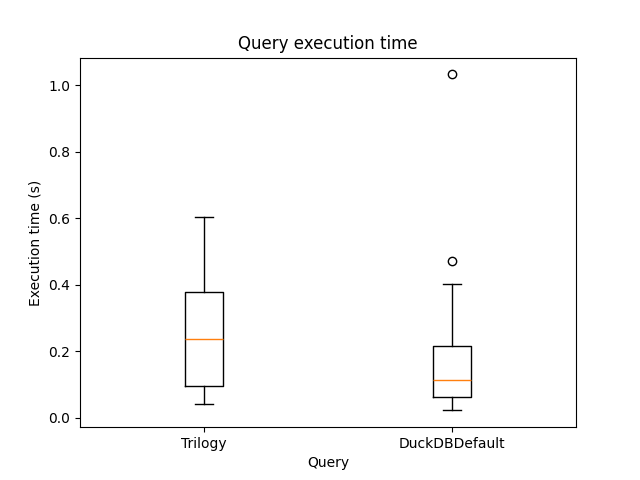 Query execution time
Execution time (s)
1.0
0.8
0.6
0.4
0.2
0.0
Trilogy
DuckDBDefault
Query